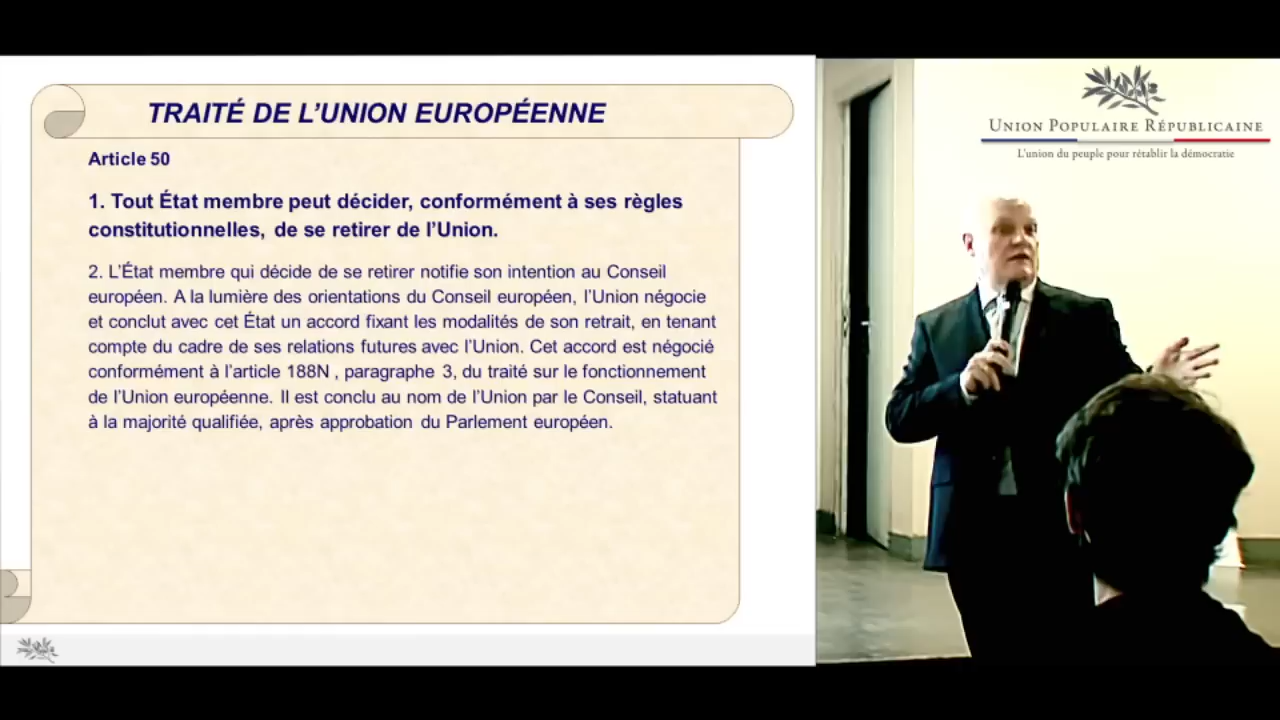 TRAITÉ DE L’UNION EUROPÉENNE
Article 50
1. Tout État membre peut décider, conformément à ses règles
constitutionnelles, de se retirer de l’Union.
2. L’État membre qui décide de se retirer notifie son intention au Conseil
européen. A la lumière des orientations du Conseil européen, l’Union négocie
et conclut avec cet État un accord fixant les modalités de son retrait, en tenant
compte du cadre de ses relations futures avec l’Union. Cet accord est négocié
conformément à l’article 188N , paragraphe 3, du traité sur le fonctionnement
de l’Union européenne. Il est conclu au nom de l’Union par le Conseil, statuant
à la majorité qualifiée, après approbation du Parlement européen.
UNION POPULAIRE RÉPUBLICAINE
L’union du peuple pour rétablir la démocratie